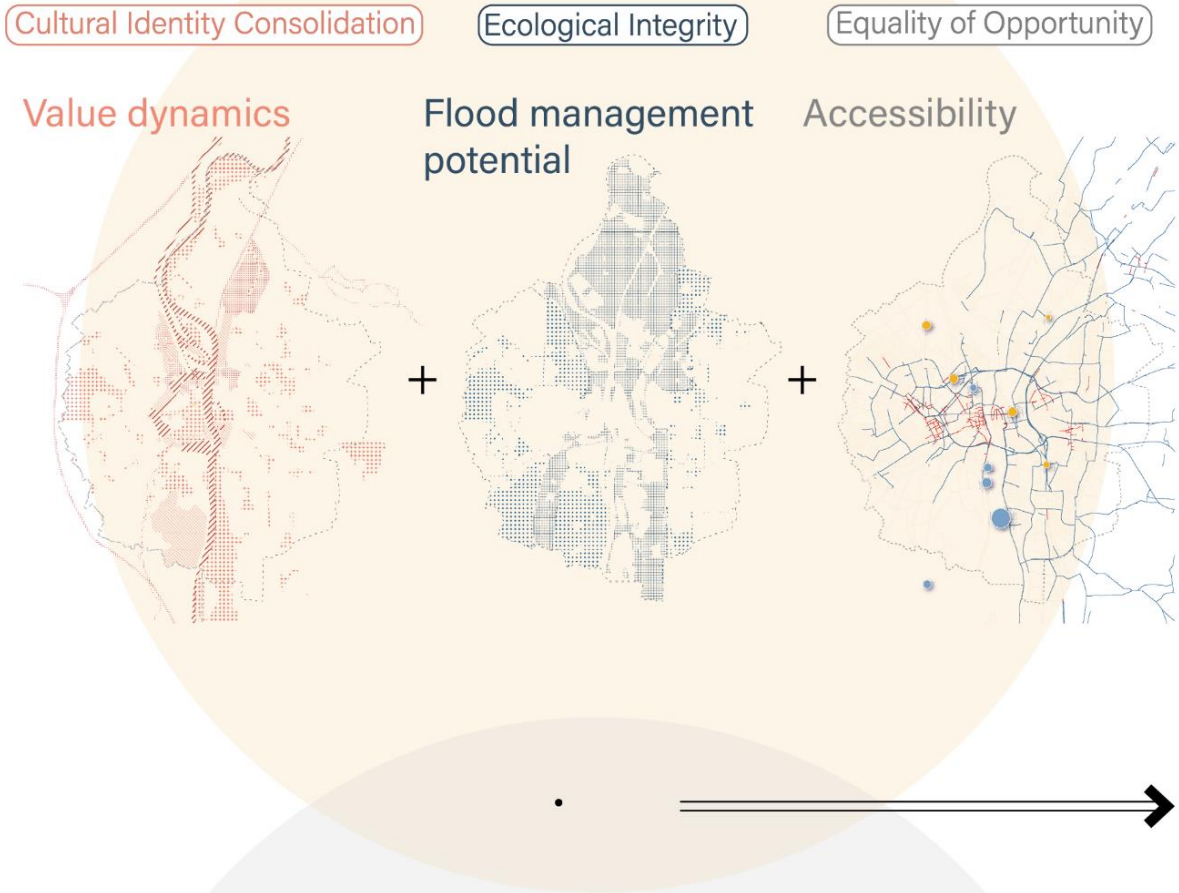 Cultural Identity Consolidation
Ecological Integrity
Equality of Opportunity
Value dynamics
Flood management
potential
Accessibility
+
+